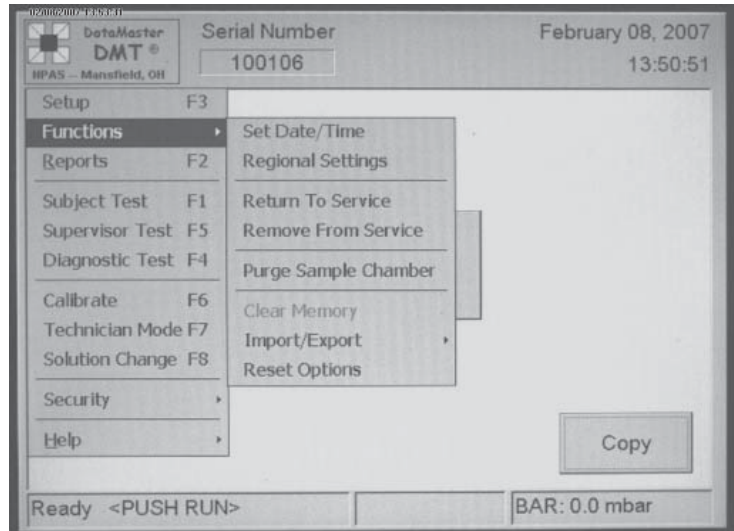 DataMaster
DMT ®
NPAS -- Mansfield, OH
Serial Number
100106
February 08, 2007
13:50:51
Setup F3
Functions
Reports F2
Subject Test F1
Supervisor Test F5
Diagnostic Test F4
Calibrate F6
Technician Mode F7
Solution Change F8
Security
Help
Set Date/Time
Regional Settings
Return To Service
Remove From Service
Purge Sample Chamber
Clear Memory
Import/Export
Reset Options
Copy
Ready <PUSH RUN>
BAR: 0.0 mbar